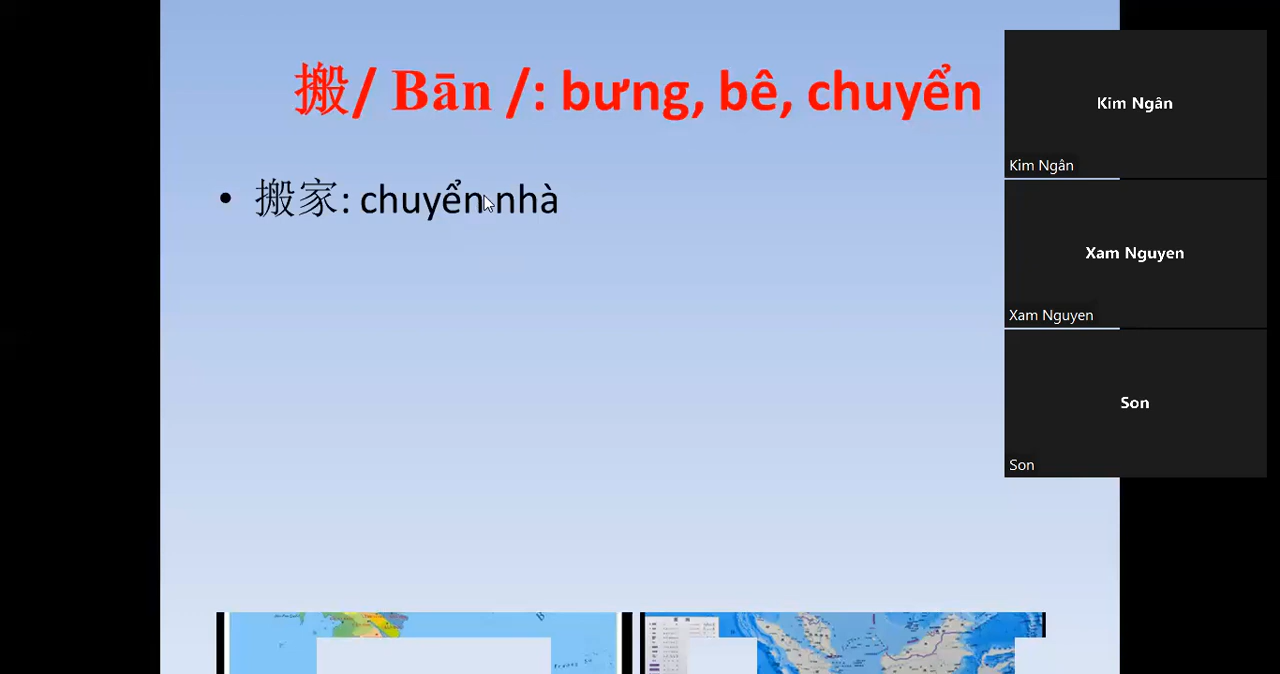 搬/ Bān /: bưng, bê, chuyển
• 搬家: chuyển nhà
Kim Ngân
Kim Ngân
Xam Nguyen
Xam Nguyen
Son
Son